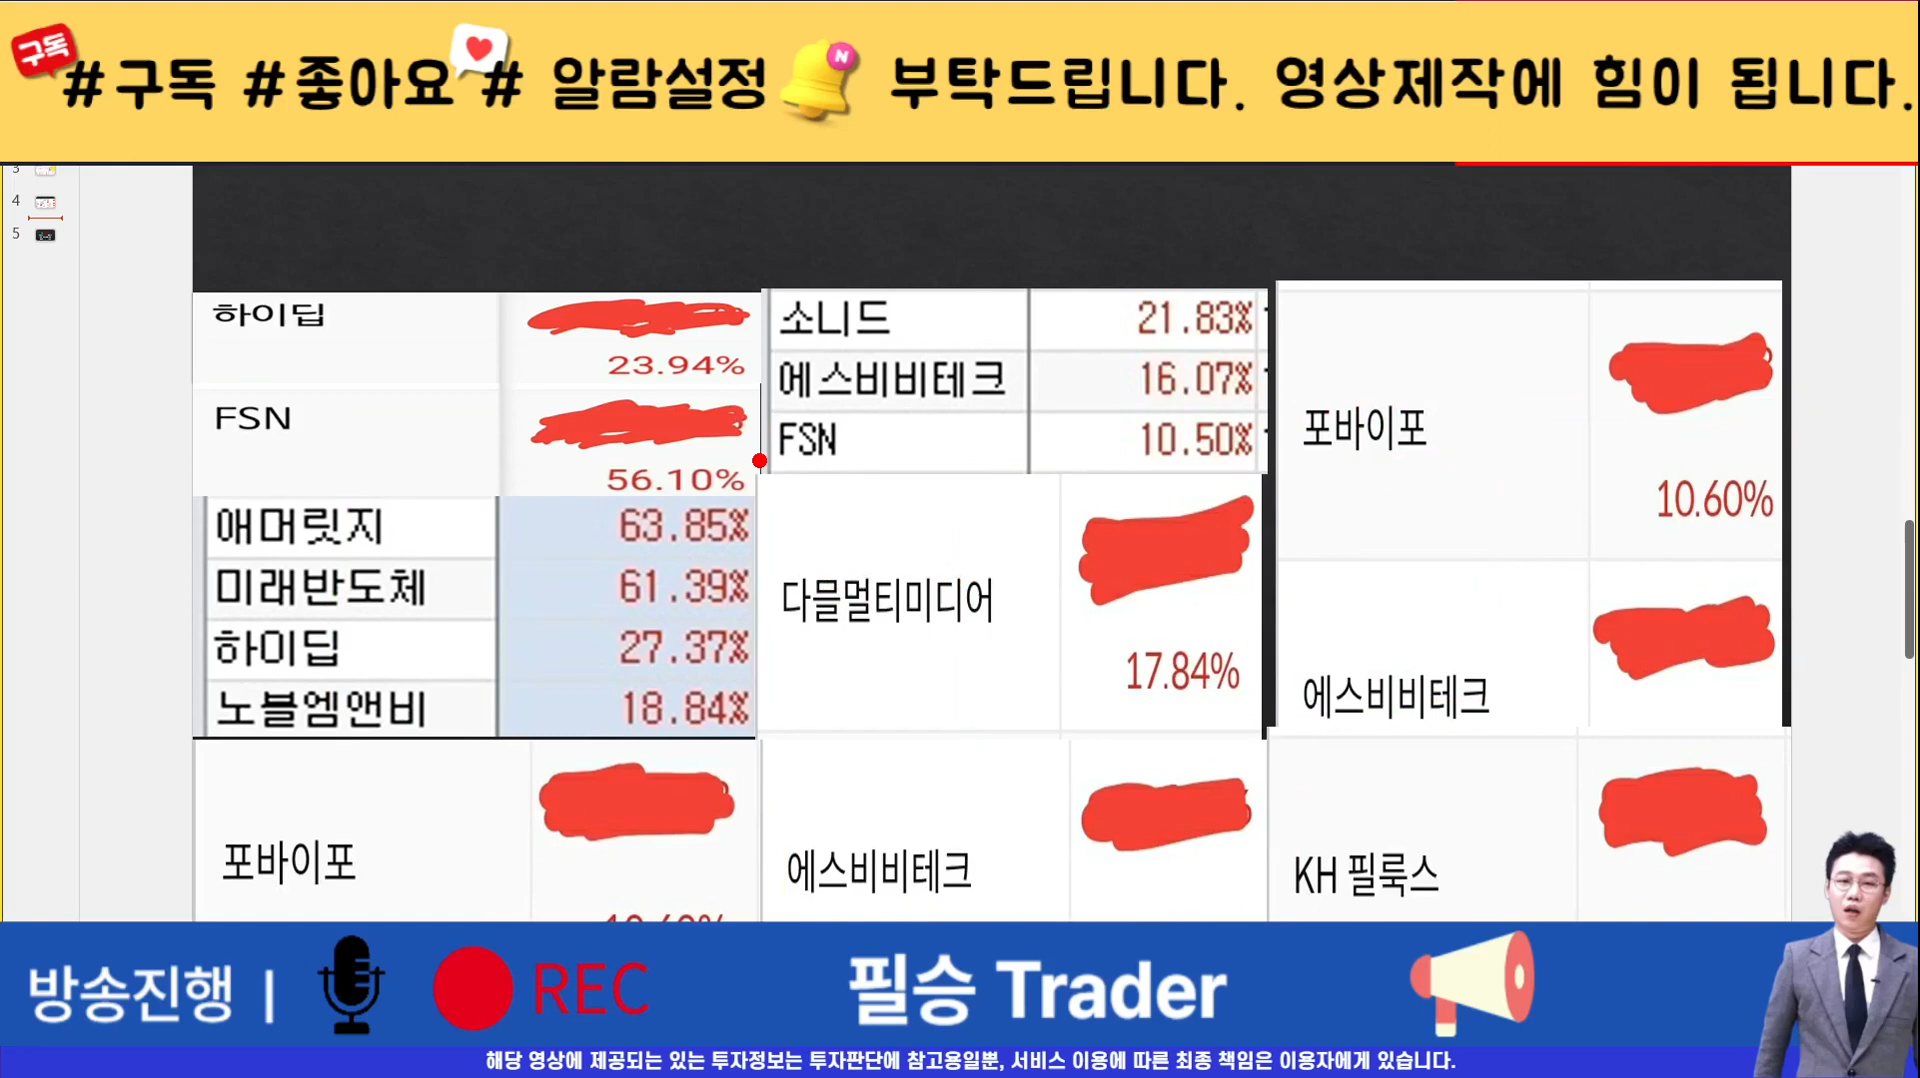 구독
#구독 #좋아요 # 알람설정 N 부탁드립니다. 영상제작에 힘이 됩니다.
3
4
5
하이딥
23.94%
FSN
56.10%
애머릿지 63.85%
미래반도체 61.39%
하이딥 27.37%
노블엠앤비 18.84%
소니드 21.83%
에스비비테크 16.07%
FSN 10.50%
다믈멀티미디어
17.84%
포바이포
10.60%
에스비비테크
포바이포
에스비비테크
KH 필룩스
방송진행 | REC 필승 Trader
해당 영상에 제공되는 있는 투자정보는 투자판단에 참고용일뿐, 서비스 이용에 따른 최종 책임은 이용자에게 있습니다.